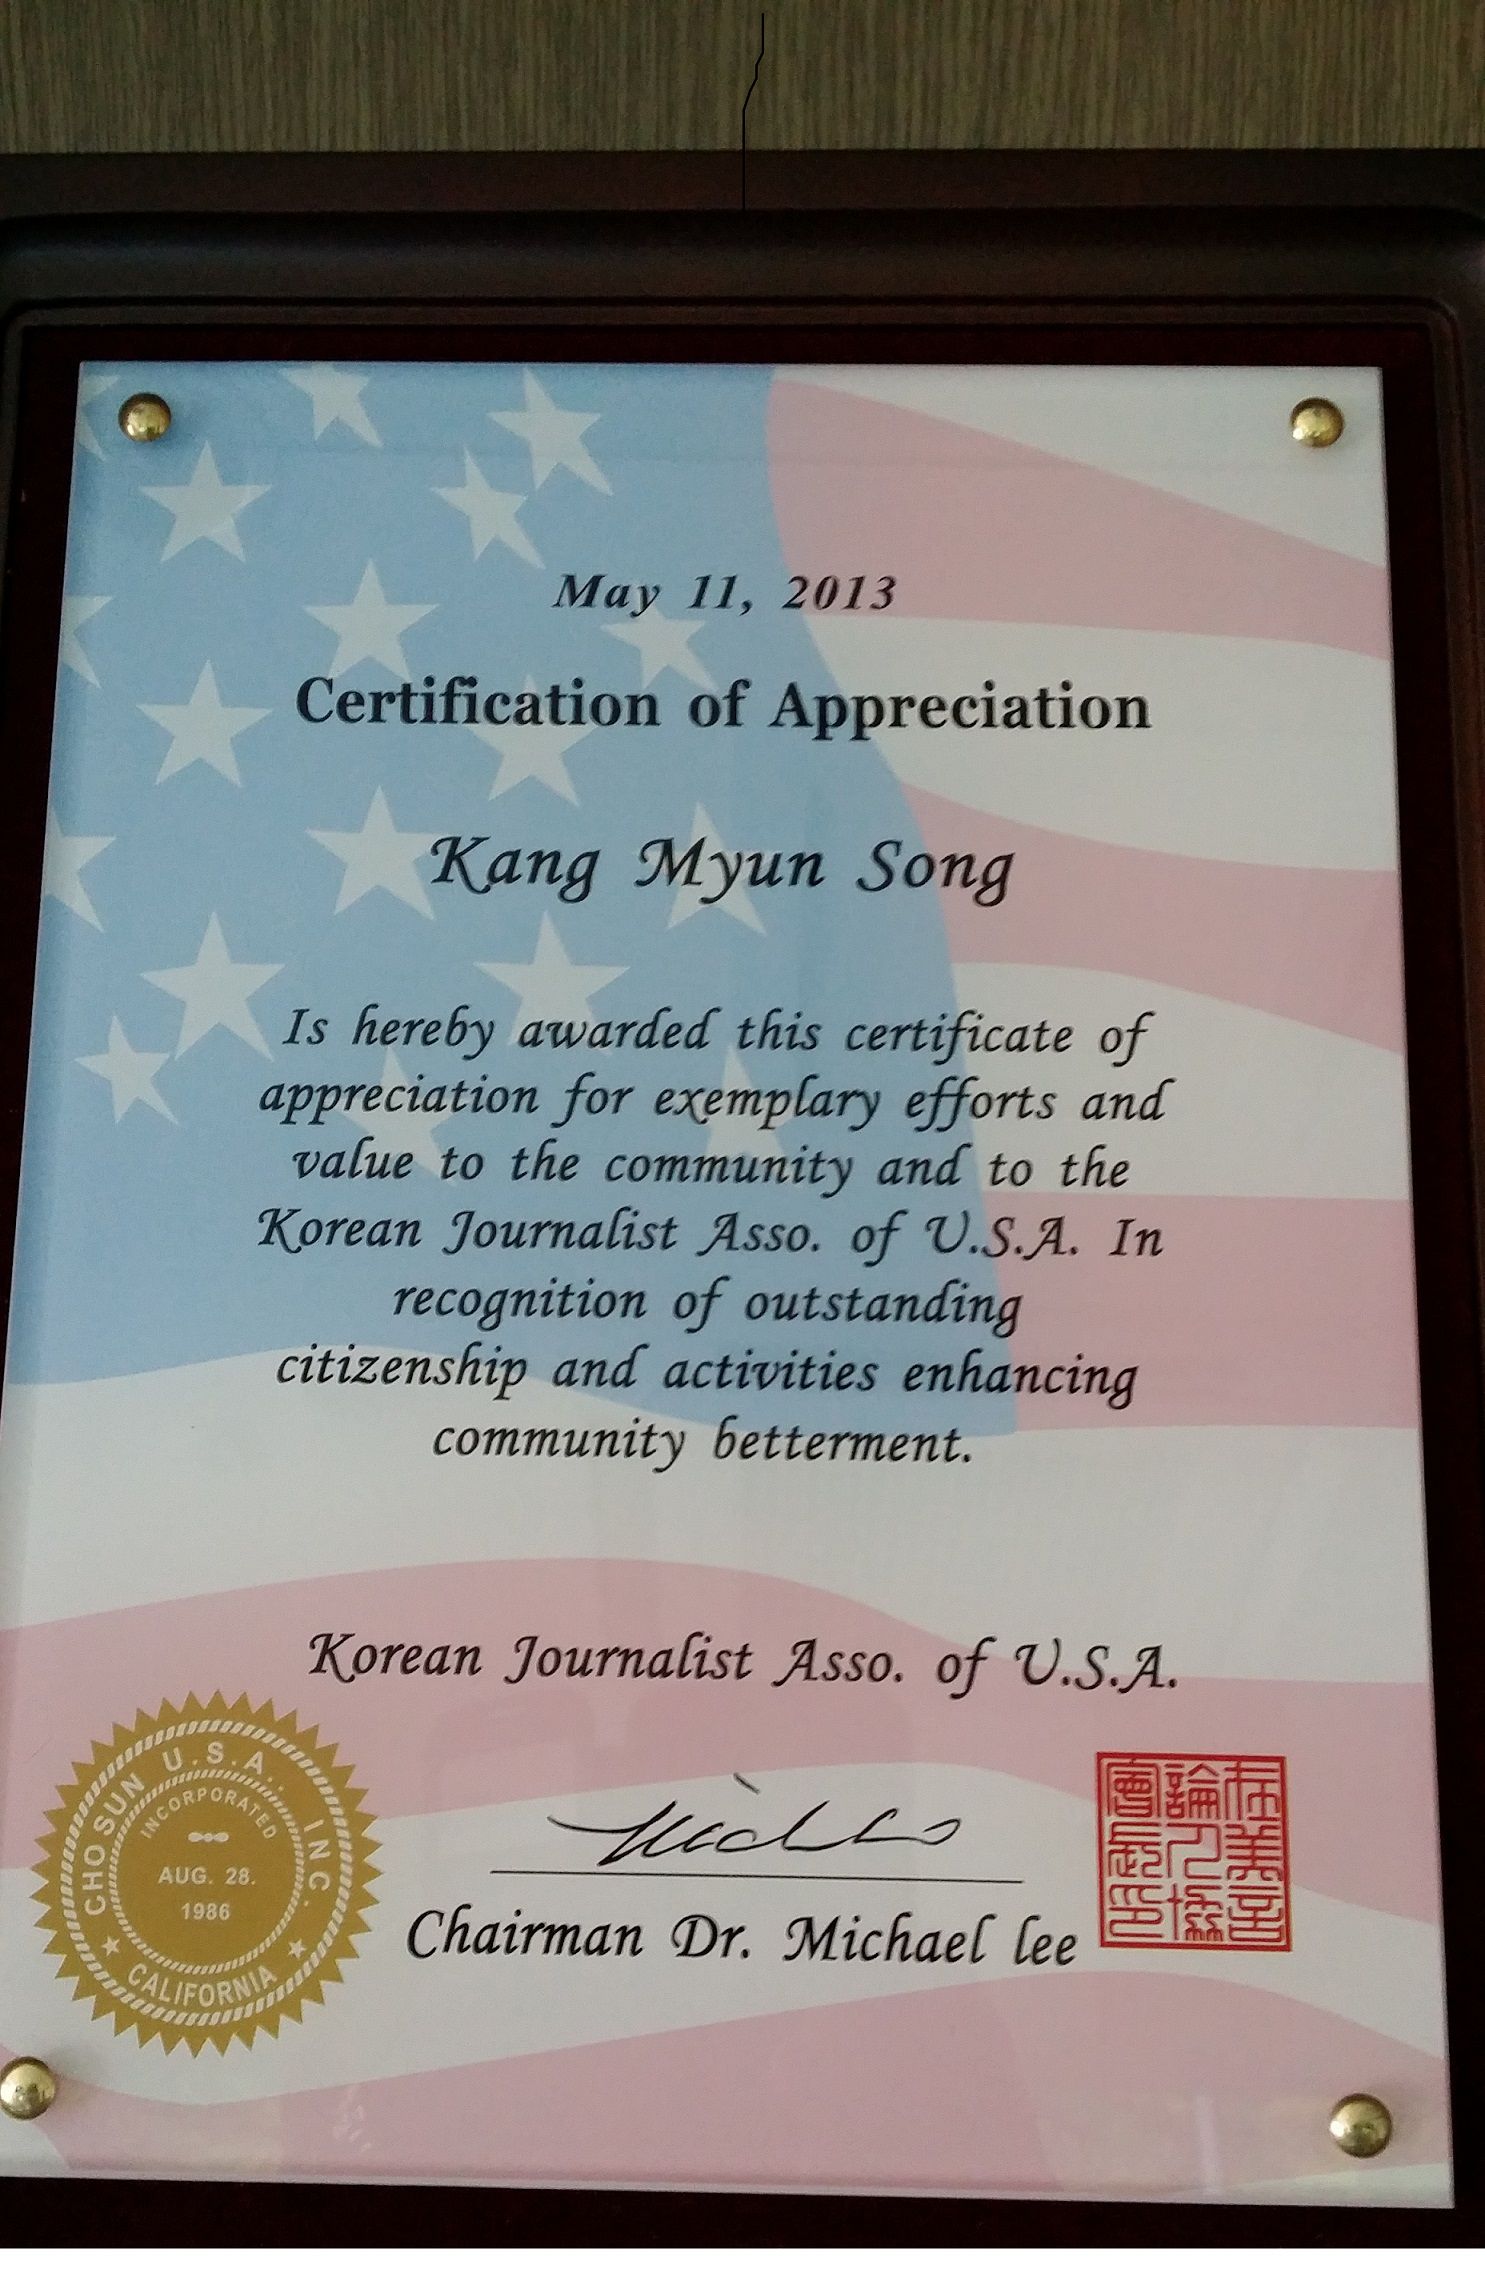 May 11, 2013
Certification of Appreciation
Kang Myun Song
Is hereby awarded this certificate of
appreciation for exemplary efforts and
value to the community and to the
Korean Journalist Asso. of U.S.A. In
recognition of outstanding
citizenship and activities enhancing
community betterment.
Korean Journalist Asso. of U.S.A.
Chairman Dr. Michael lee
CHOSUN U.S.A., INC.
INCORPORATED
AUG. 28.
1986
CALIFORNIA